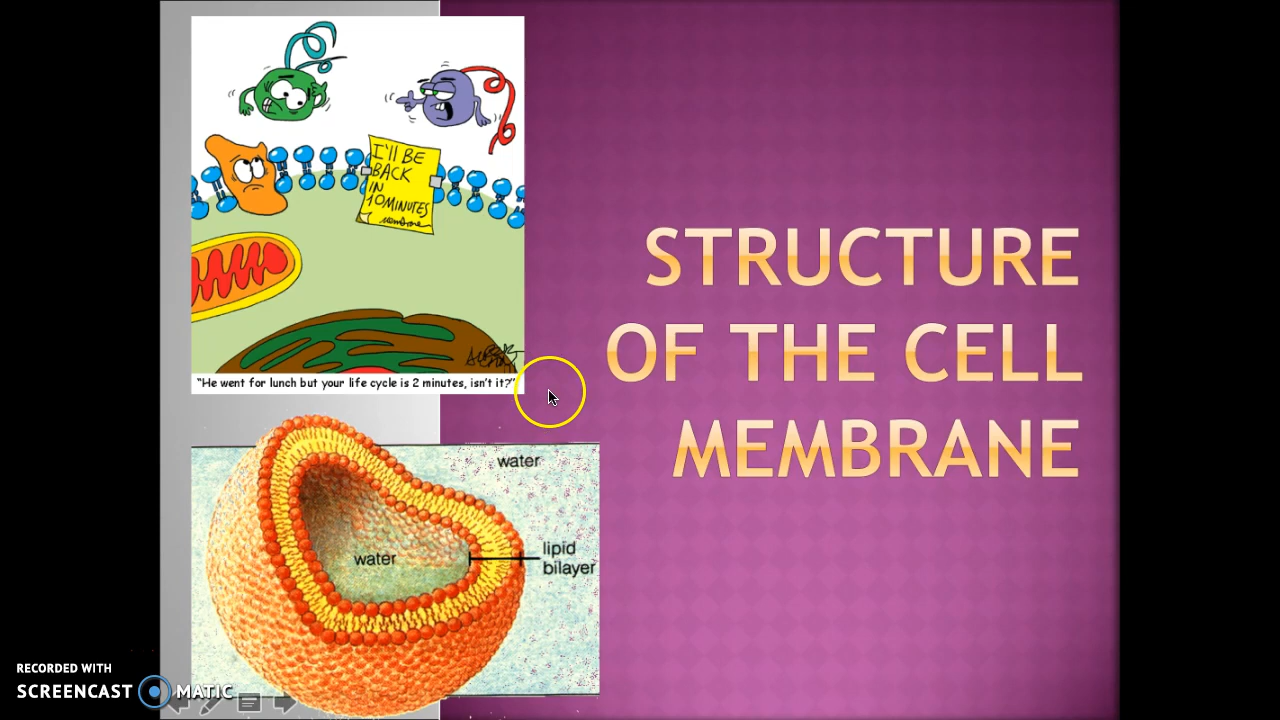 I'LL BE
BACK
IN
10 MINUTES
membrane
"He went for lunch but your life cycle is 2 minutes, isn't it?"
STRUCTURE
OF THE CELL
MEMBRANE
water
water
lipid
bilayer
RECORDED WITH
SCREENCAST MATIC